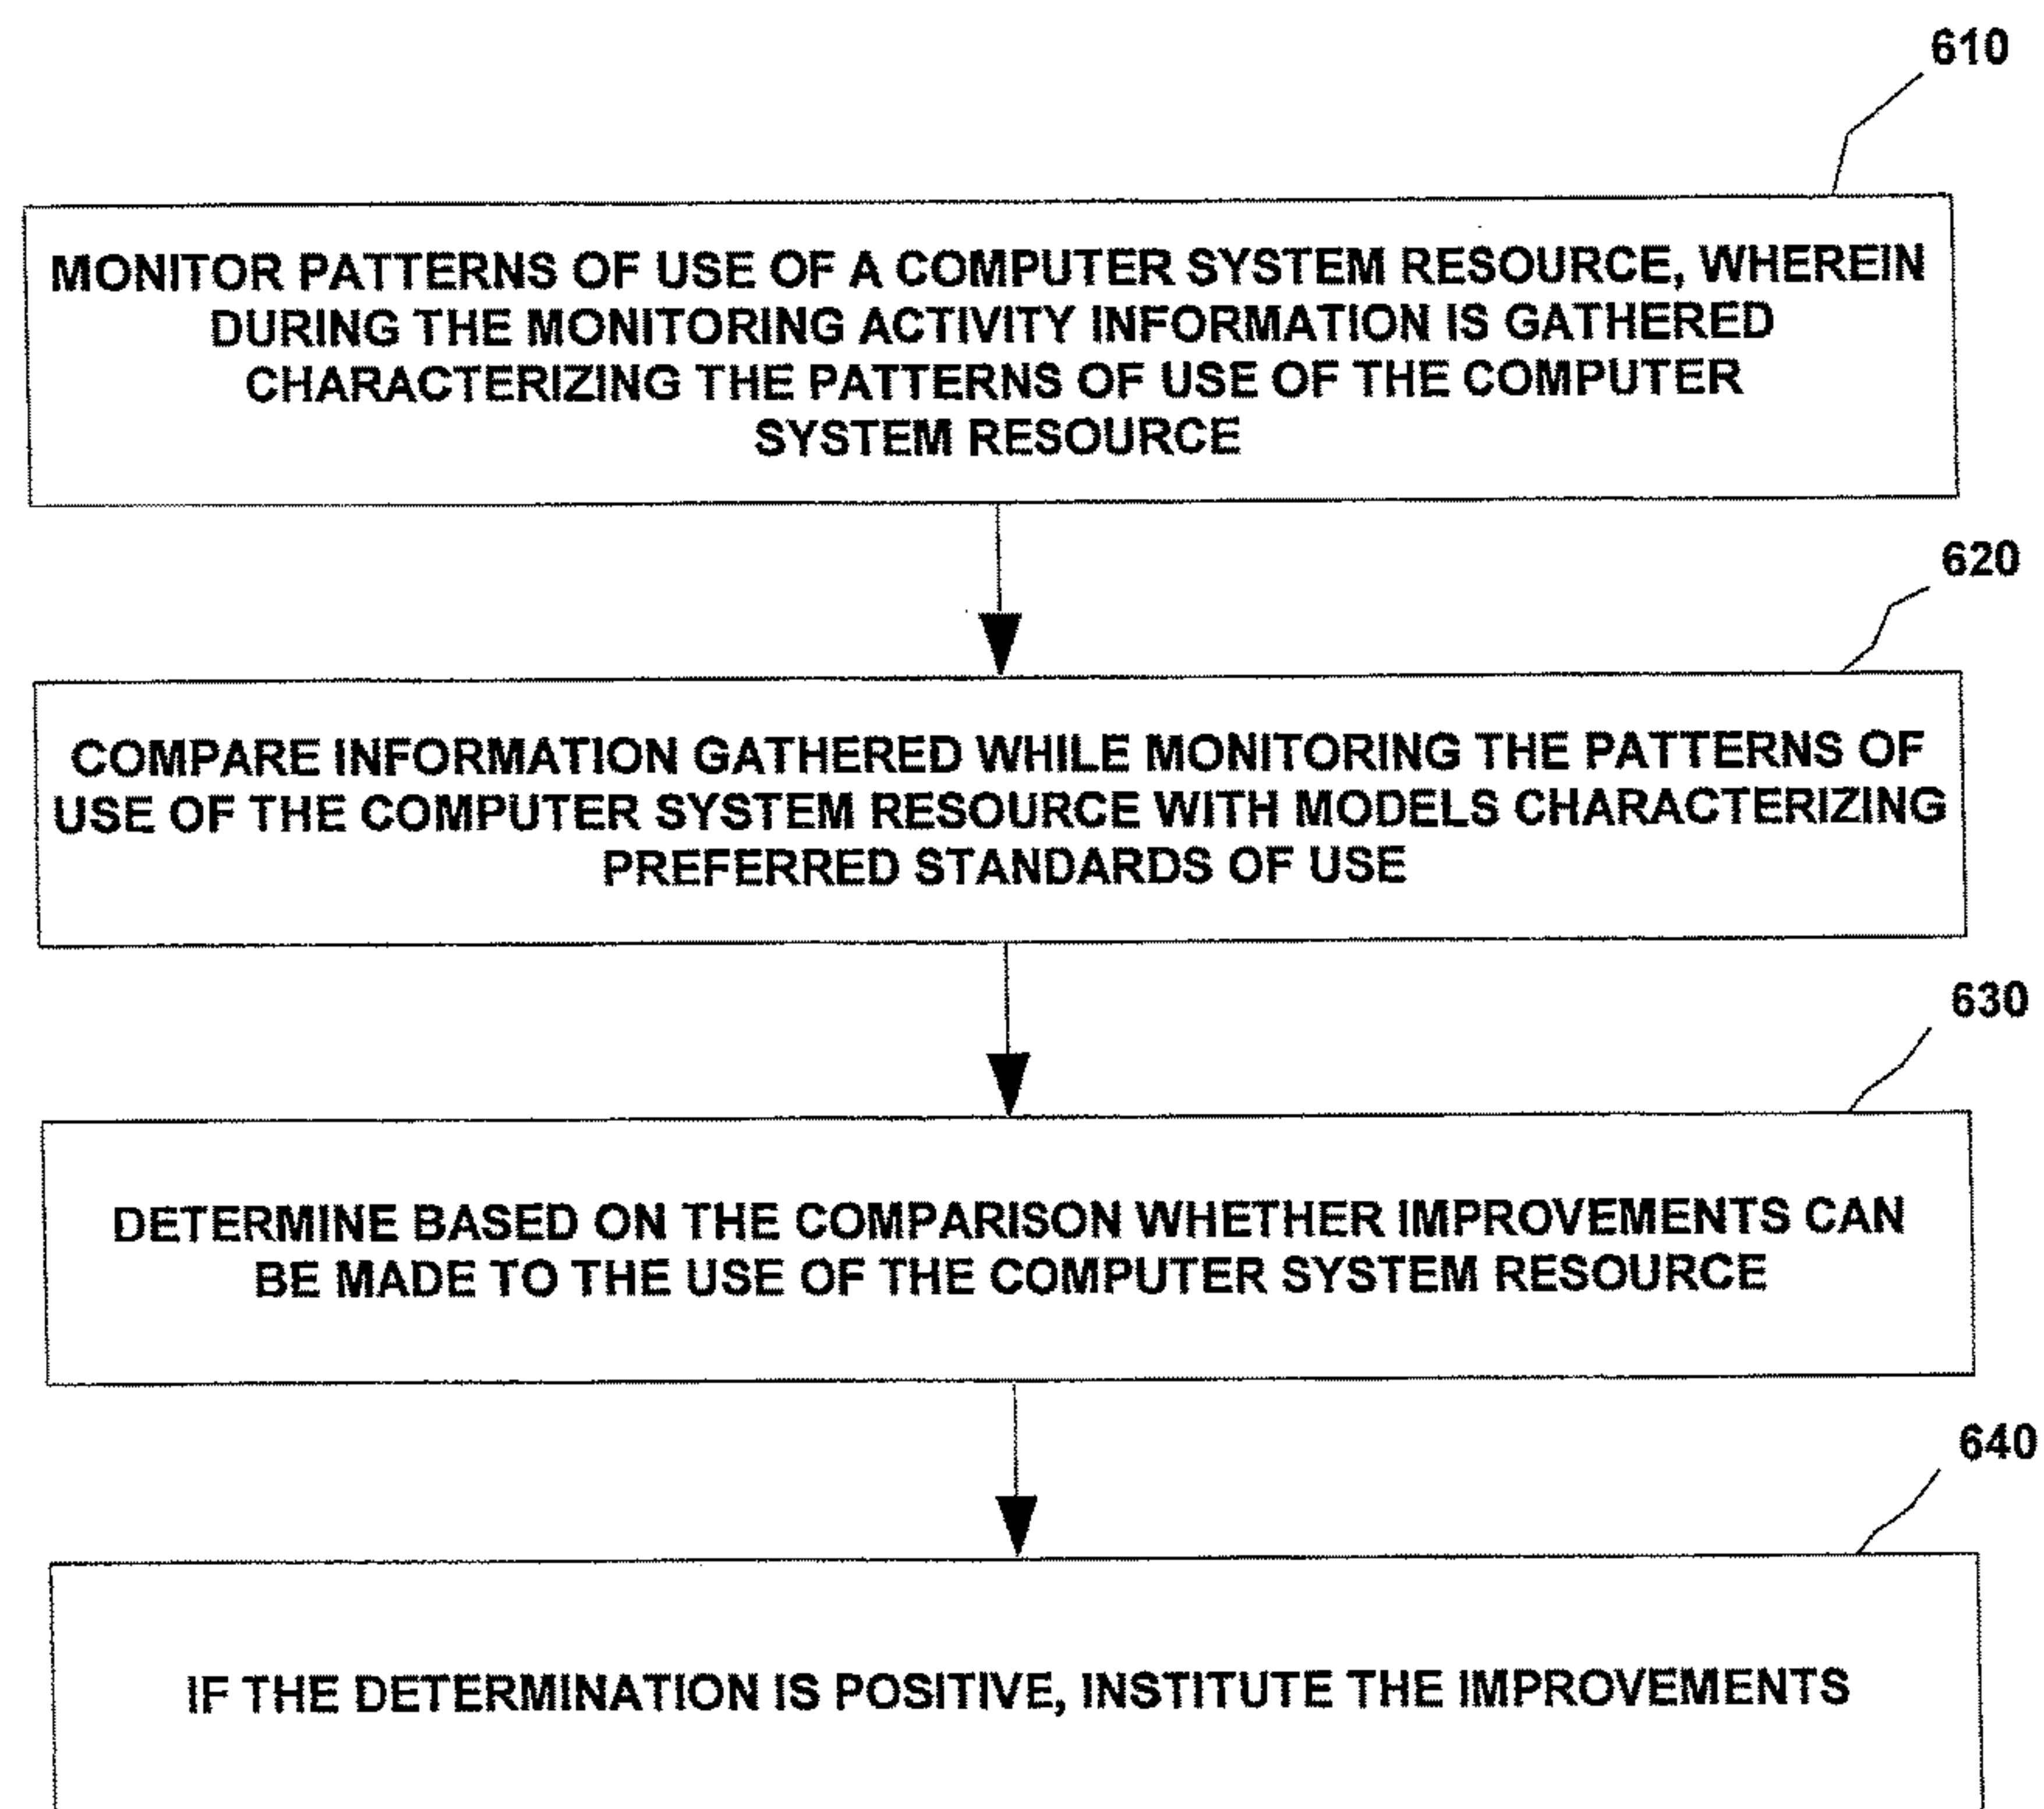 610
MONITOR PATTERNS OF USE OF A COMPUTER SYSTEM RESOURCE, WHEREIN
DURING THE MONITORING ACTIVITY INFORMATION IS GATHERED
CHARACTERIZING THE PATTERNS OF USE OF THE COMPUTER
SYSTEM RESOURCE
620
COMPARE INFORMATION GATHERED WHILE MONITORING THE PATTERNS OF
USE OF THE COMPUTER SYSTEM RESOURCE WITH MODELS CHARACTERIZING
PREFERRED STANDARDS OF USE
630
DETERMINE BASED ON THE COMPARISON WHETHER IMPROVEMENTS CAN
BE MADE TO THE USE OF THE COMPUTER SYSTEM RESOURCE
640
IF THE DETERMINATION IS POSITIVE, INSTITUTE THE IMPROVEMENTS